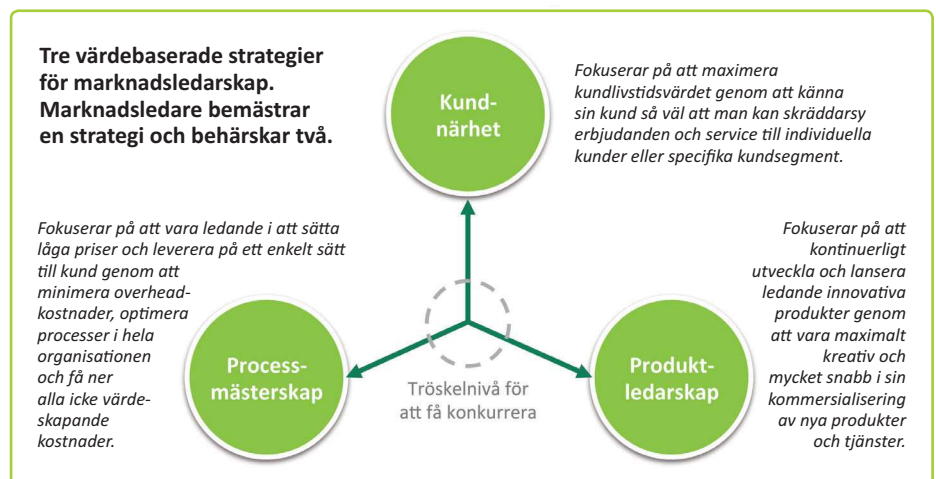 Tre värdebaserade strategier
för marknadsledarskap.
Marknadsledare bemästrar
en strategi och behärskar två.
Kund-
närhet
Fokuserar på att maximera
kundlivstidsvärdet genom att känna
sin kund så väl att man kan skräddarsy
erbjudanden och service till individuella
kunder eller specifika kundsegment.
Fokuserar på att vara ledande i att sätta
låga priser och leverera på ett enkelt sätt
till kund genom att
minimera overhead-
kostnader, optimera
processer i hela
organisationen
och få ner
alla icke värde-
skapande
kostnader.
Process-
mästerskap
Tröskelnivå för
att få konkurrera
Produkt-
ledarskap
Fokuserar på att
kontinuerligt
utveckla och lansera
ledande innovativa
produkter genom
att vara maximalt
kreativ och
mycket snabb i sin
kommersialisering
av nya produkter
och tjänster.